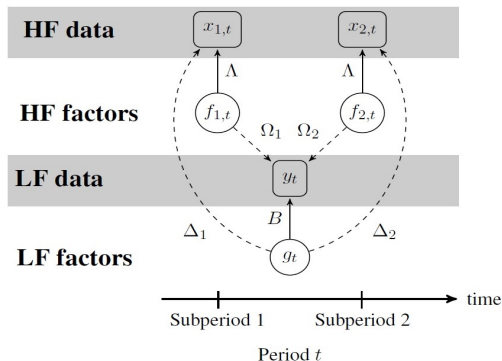 HF data x₁,ₜ x₂,ₜ
Λ Λ
HF factors f₁,ₜ f₂,ₜ
Ω₁ Ω₂
LF data yₜ
B
Δ₁ Δ₂
LF factors gₜ
time
Subperiod 1 Subperiod 2
Period t